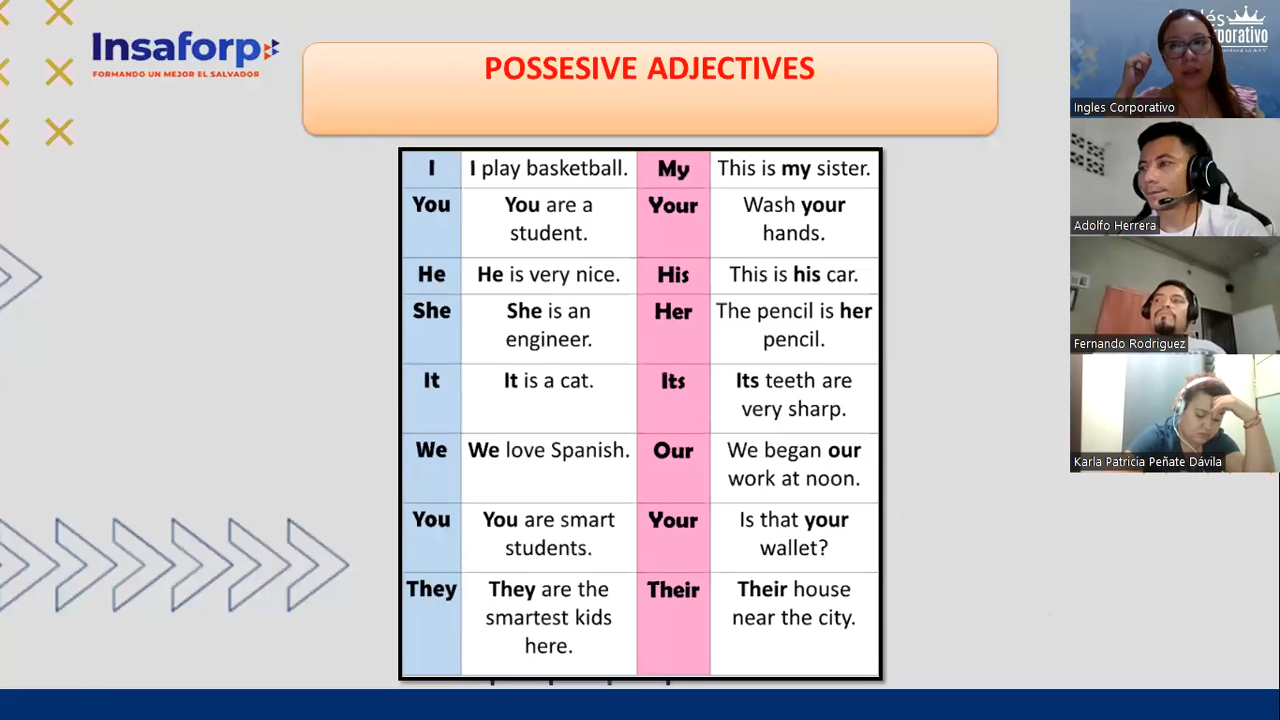 Insaforp
FORMANDO UN MEJOR EL SALVADOR
POSSESIVE ADJECTIVES
I
I play basketball.
My
This is my sister.
You
You are a
student.
Your
Wash your
hands.
He
He is very nice.
His
This is his car.
She
She is an
engineer.
Her
The pencil is her
pencil.
It
It is a cat.
Its
Its teeth are
very sharp.
We
We love Spanish.
Our
We began our
work at noon.
You
You are smart
students.
Your
Is that your
wallet?
They
They are the
smartest kids
here.
Their
Their house
near the city.
Ingles Corporativo
Adolfo Herrera
Fernando Rodriguez
Karla Patricia Peñate Dávila